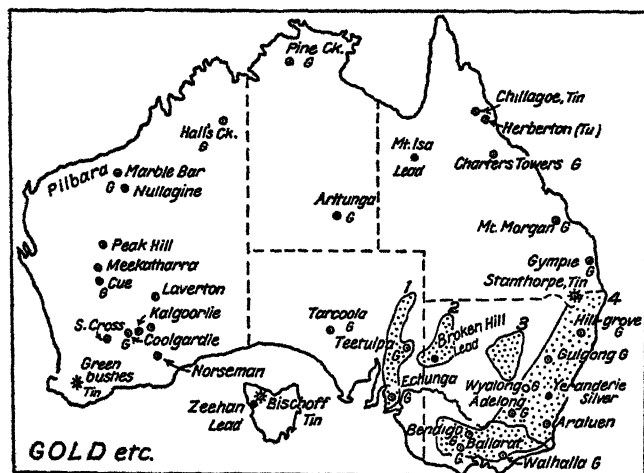 Pine Ck.
G
Chillagoe, Tin
Herberton (Tu)
Hall's Ck.
G
Mt. Isa
Lead
Charters Towers G
Pilbara
Marble Bar
G
Nullagine
Arltunga
G
Mt. Morgan G
Peak Hill
Meekatharra
Cue
G
Gympie
G
Stanthorpe, Tin
Laverton
Kalgoorlie
S. Cross
G
Coolgardie
Norseman
Green
bushes
Tin
Tarcoola
G
Teetulpa
G
1
2
3
4
Broken Hill
Lead
Hillgrove
G
Gulgong G
Echunga
G
Wyalong G
Adelong
G
Yerranderie
Silver
Araluen
Zeehan
Lead
Bischoff
Tin
Bendigo
G
Ballarat
G
Walhalla G
GOLD etc.